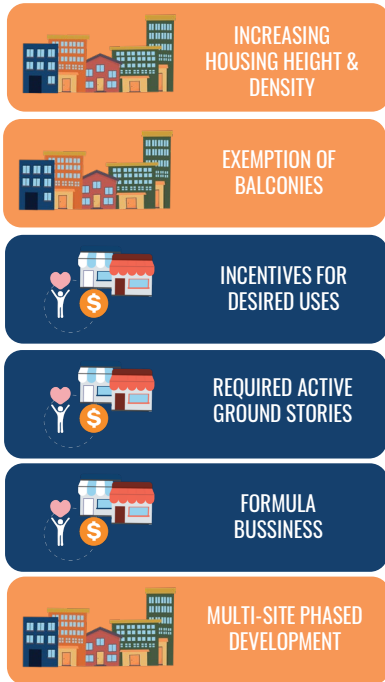 INCREASING
HOUSING HEIGHT &
DENSITY
EXEMPTION OF
BALCONIES
$
INCENTIVES FOR
DESIRED USES
$
REQUIRED ACTIVE
GROUND STORIES
$
FORMULA
BUSSINESS
$
MULTI-SITE PHASED
DEVELOPMENT